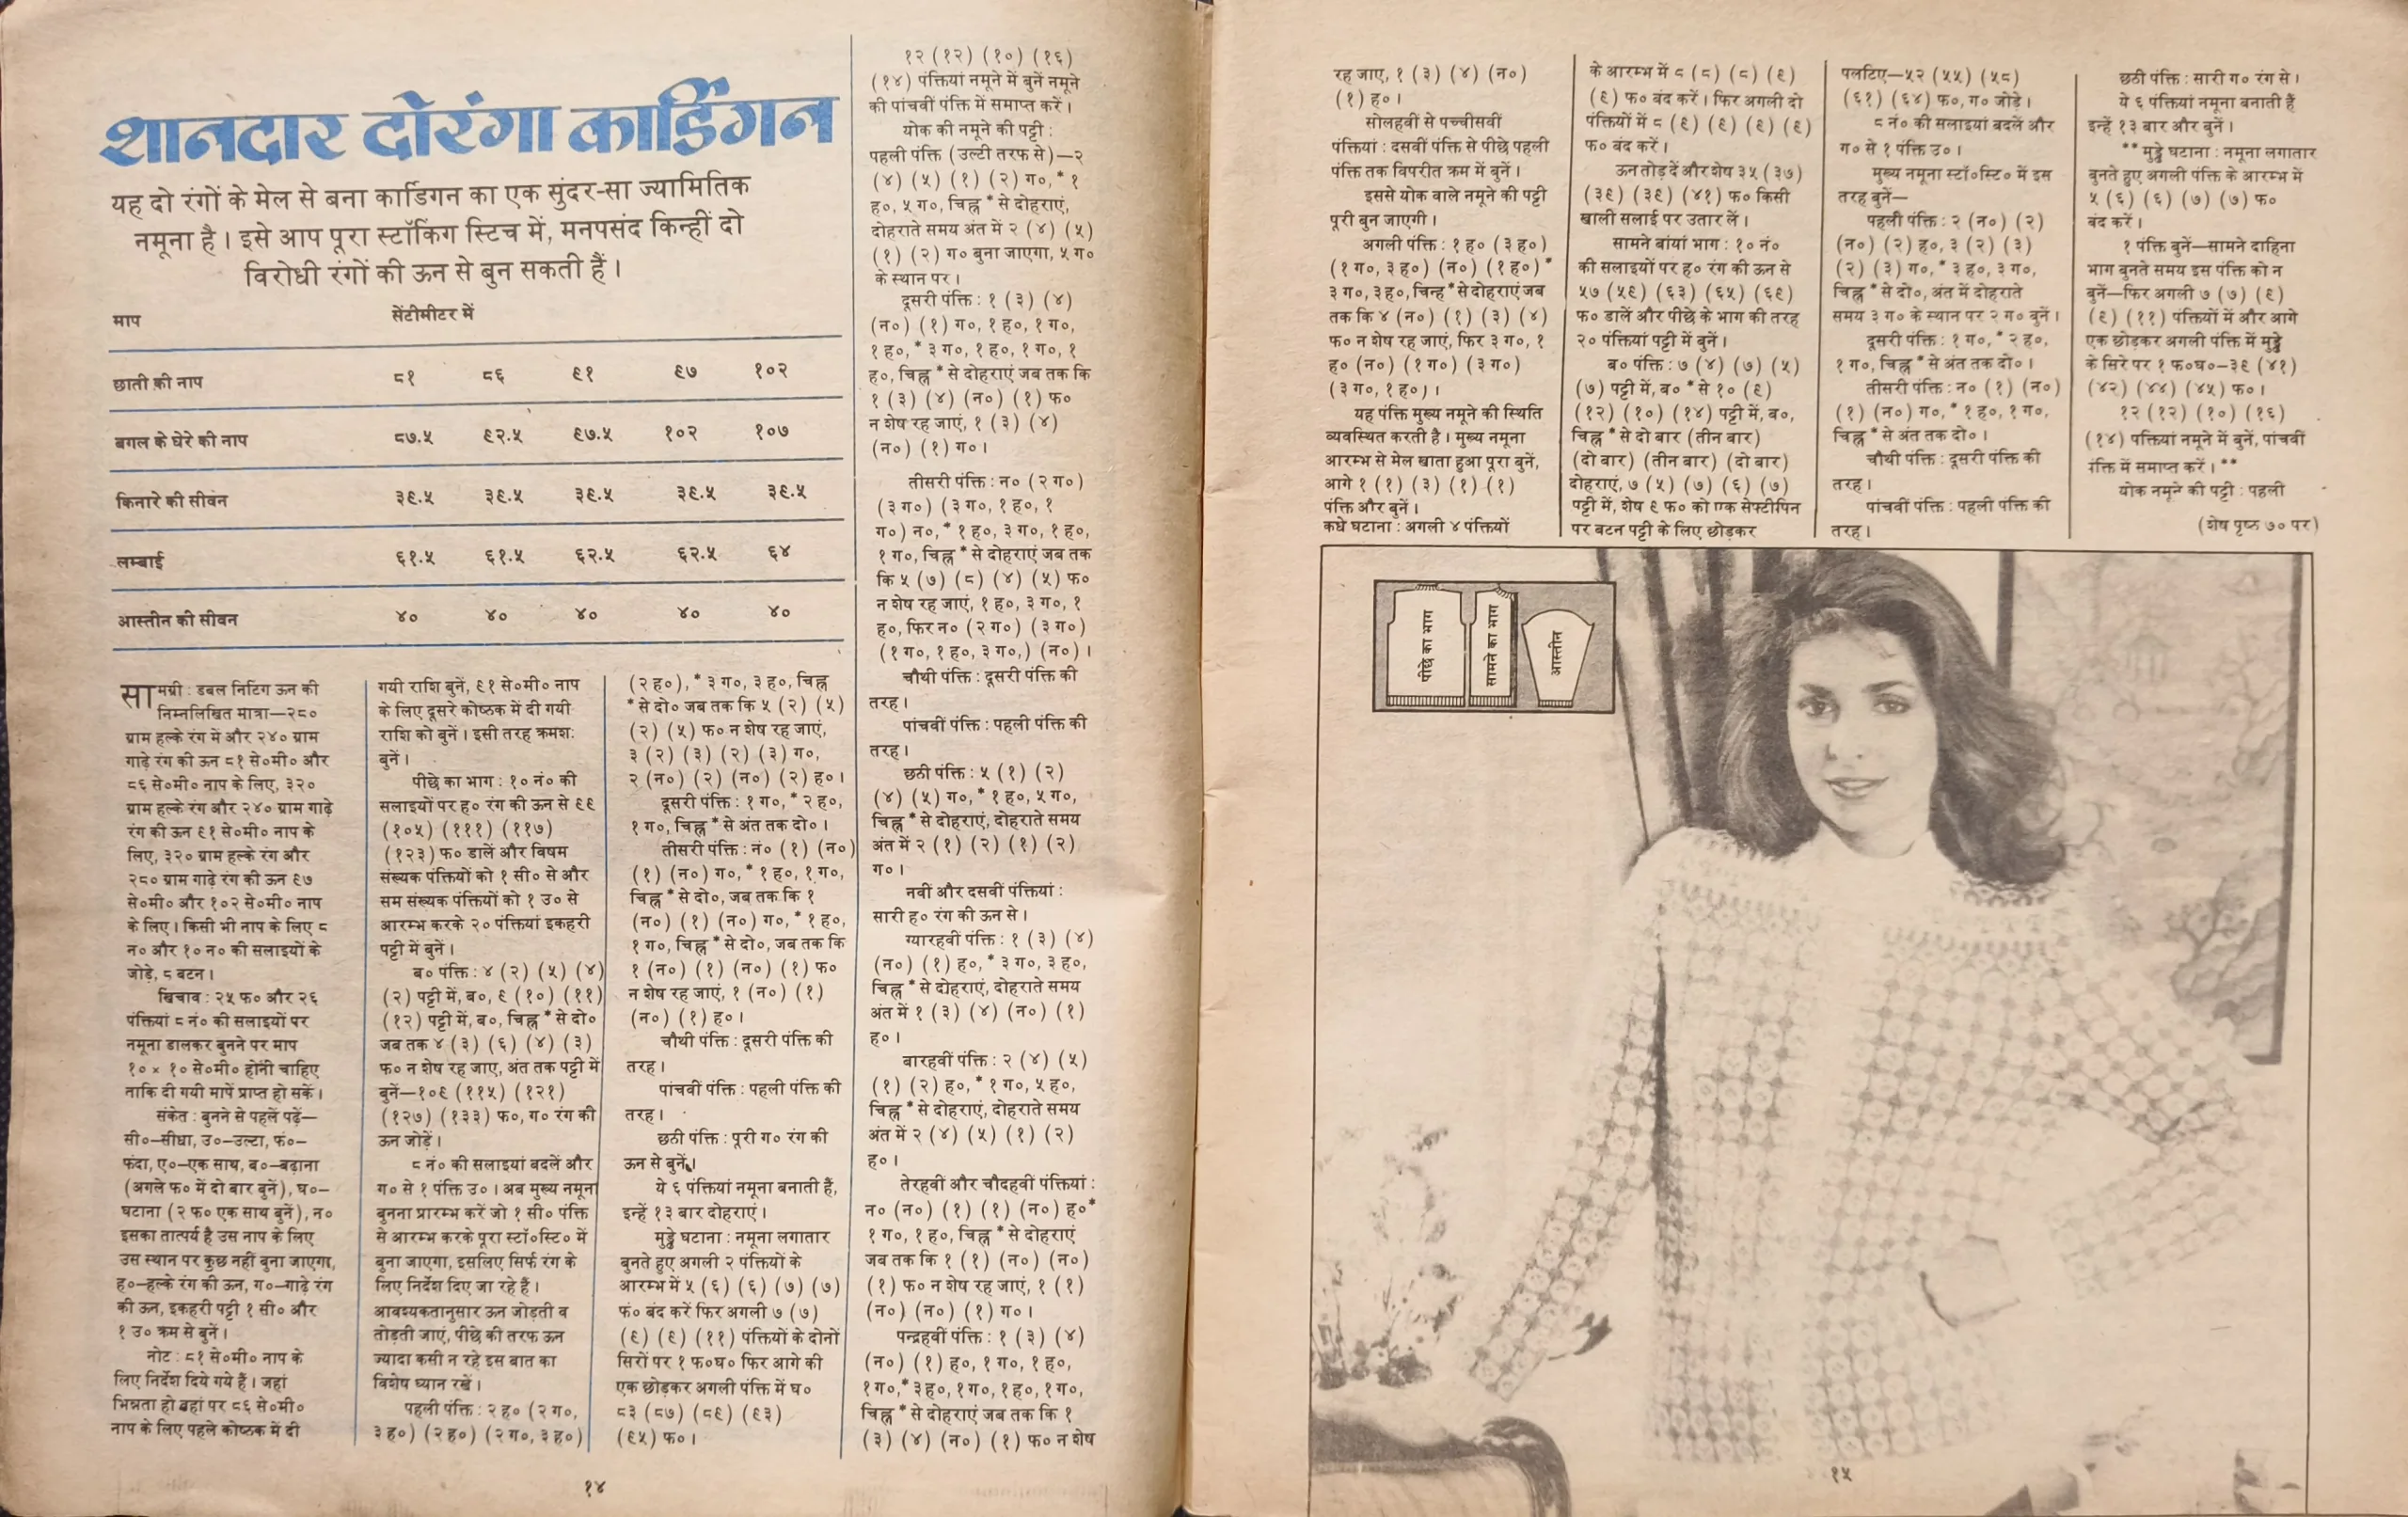 शानदार दोरंगा कार्डिगन
यह दो रंगों के मेल से बना कार्डिगन का एक सुंदर-सा ज्यामितिक
नमूना है। इसे आप पूरा स्टॉकिंग स्टिच में, मनपसंद किन्हीं दो
विरोधी रंगों की ऊन से बुन सकती हैं।
माप सेंटीमीटर में
छाती की नाप ८१ ८६ ९१ ९७ १०२
बगल के घेरे की नाप ८७.५ ९२.५ ९७.५ १०२ १०७
किनारे की सीवन ३९.५ ३९.५ ३९.५ ३९.५ ३९.५
लम्बाई ६१.५ ६१.५ ६२.५ ६२.५ ६४
आस्तीन की सीवन ४० ४० ४० ४० ४०
सामग्री : डबल निटिंग ऊन की
निम्नलिखित मात्रा—२८०
ग्राम हल्के रंग में और २४० ग्राम
गाढ़े रंग की ऊन ८१ से०मी० और
८६ से०मी० नाप के लिए, ३२०
ग्राम हल्के रंग और २४० ग्राम गाढ़े
रंग की ऊन ९१ से०मी० नाप के
लिए, ३२० ग्राम हल्के रंग और
२८० ग्राम गाढ़े रंग की ऊन ९७
से०मी० और १०२ से०मी० नाप
के लिए। किसी भी नाप के लिए ८
न० और १० न० की सलाइयों के
जोड़े, ८ बटन।
खिंचाव : २५ फ० और २६
पंक्तियां ८ नं० की सलाइयों पर
नमूना डालकर बुनने पर माप
१० × १० से०मी० होनी चाहिए
ताकि दी गयी मापें प्राप्त हो सकें।
संकेत : बुनने से पहले पढ़ें—
सी०—सीधा, उ०—उल्टा, फं०—
फंदा, ए०—एक साथ, ब०—बढ़ाना
(अगले फ० में दो बार बुनें), घ०—
घटाना (२ फ० एक साथ बुनें), न०
इसका तात्पर्य है उस नाप के लिए
उस स्थान पर कुछ नहीं बुना जाएगा,
ह०—हल्के रंग की ऊन, ग०—गाढ़े रंग
की ऊन, इकहरी पट्टी १ सी० और
१ उ० क्रम से बुनें।
नोट : ८१ से०मी० नाप के
लिए निर्देश दिये गये हैं। जहां
भिन्नता हो वहां पर ८६ से०मी०
नाप के लिए पहले कोष्ठक में दी
गयी राशि बुनें, ९१ से०मी० नाप
के लिए दूसरे कोष्ठक में दी गयी
राशि को बुनें। इसी तरह क्रमश:
बुनें।
पीछे का भाग : १० नं० की
सलाइयों पर ह० रंग की ऊन से ९९
(१०५) (१११) (११७)
(१२३) फ० डालें और विषम
संख्यक पंक्तियों को १ सी० से और
सम संख्यक पंक्तियों को १ उ० से
आरम्भ करके २० पंक्तियां इकहरी
पट्टी में बुनें।
ब० पंक्ति : ४ (२) (५) (४)
(२) पट्टी में, ब०, ९ (१०) (११)
(१२) पट्टी में, ब०, चिह्न * से दो०
जब तक ४ (३) (६) (४) (३)
फ० न शेष रह जाए, अंत तक पट्टी में
बुनें—१०९ (११५) (१२१)
(१२७) (१३३) फ०, ग० रंग की
ऊन जोड़ें।
८ नं० की सलाइयां बदलें और
ग० से १ पंक्ति उ०। अब मुख्य नमूना
बुनना प्रारम्भ करें जो १ सी० पंक्ति
से आरम्भ करके पूरा स्टॉ०स्टि० में
बुना जाएगा, इसलिए सिर्फ रंग के
लिए निर्देश दिए जा रहे हैं।
आवश्यकतानुसार ऊन जोड़ती व
तोड़ती जाएं, पीछे की तरफ ऊन
ज्यादा कसी न रहे इस बात का
विशेष ध्यान रखें।
पहली पंक्ति : २ ह० (२ ग०,
३ ह०) (२ ह०) (२ ग०, ३ ह०)
(२ ह०), * ३ ग०, ३ ह०, चिह्न
* से दो० जब तक कि ५ (२) (५)
(२) (५) फ० न शेष रह जाएं,
३ (२) (३) (२) (३) ग०,
२ (न०) (२) (न०) (२) ह०।
दूसरी पंक्ति : १ ग०, * २ ह०,
१ ग०, चिह्न * से अंत तक दो०।
तीसरी पंक्ति : नं० (१) (न०)
(१) (न०) ग०, * १ ह०, १ ग०,
चिह्न * से दो०, जब तक कि १
(न०) (१) (न०) ग०, * १ ह०,
१ ग०, चिह्न * से दो०, जब तक कि
१ (न०) (१) (न०) (१) फ०
न शेष रह जाएं, १ (न०) (१)
(न०) (१) ह०।
चौथी पंक्ति : दूसरी पंक्ति की
तरह।
पांचवीं पंक्ति : पहली पंक्ति की
तरह।
छठी पंक्ति : पूरी ग० रंग की
ऊन से बुनें।
ये ६ पंक्तियां नमूना बनाती हैं,
इन्हें १३ बार दोहराएं।
मुड्ढे घटाना : नमूना लगातार
बुनते हुए अगली २ पंक्तियों के
आरम्भ में ५ (६) (६) (७) (७)
फं० बंद करें फिर अगली ७ (७)
(९) (९) (११) पंक्तियों के दोनों
सिरों पर १ फ०घ० फिर आगे की
एक छोड़कर अगली पंक्ति में घ०
८३ (८७) (८९) (९३)
(९५) फ०।
१२ (१२) (१०) (१६)
(१४) पंक्तियां नमूने में बुनें नमूने
की पांचवीं पंक्ति में समाप्त करें।
योक की नमूने की पट्टी :
पहली पंक्ति (उल्टी तरफ से)—२
(४) (५) (१) (२) ग०, * १
ह०, ५ ग०, चिह्न * से दोहराएं,
दोहराते समय अंत में २ (४) (५)
(१) (२) ग० बुना जाएगा, ५ ग०
के स्थान पर।
दूसरी पंक्ति : १ (३) (४)
(न०) (१) ग०, १ ह०, १ ग०,
१ ह०, * ३ ग०, १ ह०, १ ग०, १
ह०, चिह्न * से दोहराएं जब तक कि
१ (३) (४) (न०) (१) फ०
न शेष रह जाएं, १ (३) (४)
(न०) (१) ग०।
तीसरी पंक्ति : न० (२ ग०)
(३ ग०) (३ ग०, १ ह०, १
ग०) न०, * १ ह०, ३ ग०, १ ह०,
१ ग०, चिह्न * से दोहराएं जब तक
कि ५ (७) (८) (४) (५) फ०
न शेष रह जाएं, १ ह०, ३ ग०, १
ह०, फिर न० (२ ग०) (३ ग०)
(१ ग०, १ ह०, ३ ग०,) (न०)।
चौथी पंक्ति : दूसरी पंक्ति की
तरह।
पांचवीं पंक्ति : पहली पंक्ति की
तरह।
छठी पंक्ति : ५ (१) (२)
(४) (५) ग०, * १ ह०, ५ ग०,
चिह्न * से दोहराएं, दोहराते समय
अंत में २ (१) (२) (१) (२)
ग०।
नवीं और दसवीं पंक्तियां :
सारी ह० रंग की ऊन से।
ग्यारहवीं पंक्ति : १ (३) (४)
(न०) (१) ह०, * ३ ग०, ३ ह०,
चिह्न * से दोहराएं, दोहराते समय
अंत में १ (३) (४) (न०) (१)
ह०।
बारहवीं पंक्ति : २ (४) (५)
(१) (२) ह०, * १ ग०, ५ ह०,
चिह्न * से दोहराएं, दोहराते समय
अंत में २ (४) (५) (१) (२)
ह०।
तेरहवीं और चौदहवीं पंक्तियां :
न० (न०) (१) (१) (न०) ह०*
१ ग०, १ ह०, चिह्न * से दोहराएं
जब तक कि १ (१) (न०) (न०)
(१) फ० न शेष रह जाएं, १ (१)
(न०) (न०) (१) ग०।
पन्द्रहवीं पंक्ति : १ (३) (४)
(न०) (१) ह०, १ ग०, १ ह०,
१ ग०,* ३ ह०, १ ग०, १ ह०, १ ग०,
चिह्न * से दोहराएं जब तक कि १
(३) (४) (न०) (१) फ० न शेष
१४
रह जाए, १ (३) (४) (न०)
(१) ह०।
सोलहवीं से पच्चीसवीं
पंक्तियां : दसवीं पंक्ति से पीछे पहली
पंक्ति तक विपरीत क्रम में बुनें।
इससे योक वाले नमूने की पट्टी
पूरी बुन जाएगी।
अगली पंक्ति : १ ह० (३ ह०)
(१ ग०, ३ ह०) (न०) (१ ह०) *
३ ग०, ३ ह०, चिन्ह * से दोहराएं जब
तक कि ४ (न०) (१) (३) (४)
फ० न शेष रह जाएं, फिर ३ ग०, १
ह० (न०) (१ ग०) (३ ग०)
(३ ग०, १ ह०)।
यह पंक्ति मुख्य नमूने की स्थिति
व्यवस्थित करती है। मुख्य नमूना
आरम्भ से मेल खाता हुआ पूरा बुनें,
आगे १ (१) (३) (१) (१)
पंक्ति और बुनें।
कंधे घटाना : अगली ४ पंक्तियों
के आरम्भ में ८ (८) (८) (९)
(९) फ० बंद करें। फिर अगली दो
पंक्तियों में ८ (९) (९) (९) (९)
फ० बंद करें।
ऊन तोड़ दें और शेष ३५ (३७)
(३९) (३९) (४१) फ० किसी
खाली सलाई पर उतार लें।
सामने बांयां भाग : १० नं०
की सलाइयों पर ह० रंग की ऊन से
५७ (५९) (६३) (६५) (६९)
फ० डालें और पीछे के भाग की तरह
२० पंक्तियां पट्टी में बुनें।
ब० पंक्ति : ७ (४) (७) (५)
(७) पट्टी में, ब० * से १० (९)
(१२) (१०) (१४) पट्टी में, ब०,
चिह्न * से दो बार (तीन बार)
(दो बार) (तीन बार) (दो बार)
दोहराएं, ७ (५) (७) (६) (७)
पट्टी में, शेष ९ फ० को एक सेफ्टीपिन
पर बटन पट्टी के लिए छोड़कर
पलटिए—५२ (५५) (५८)
(६१) (६४) फ०, ग० जोड़े।
८ नं० की सलाइयां बदलें और
ग० से १ पंक्ति उ०।
मुख्य नमूना स्टॉ०स्टि० में इस
तरह बुनें—
पहली पंक्ति : २ (न०) (२)
(न०) (२) ह०, ३ (२) (३)
(२) (३) ग०, * ३ ह०, ३ ग०,
चिह्न * से दो०, अंत में दोहराते
समय ३ ग० के स्थान पर २ ग० बुनें।
दूसरी पंक्ति : १ ग०, * २ ह०,
१ ग०, चिह्न * से अंत तक दो०।
तीसरी पंक्ति : न० (१) (न०)
(१) (न०) ग०, * १ ह०, १ ग०,
चिह्न * से अंत तक दो०।
चौथी पंक्ति : दूसरी पंक्ति की
तरह।
पांचवीं पंक्ति : पहली पंक्ति की
तरह।
छठी पंक्ति : सारी ग० रंग से।
ये ६ पंक्तियां नमूना बनाती हैं
इन्हें १३ बार और बुनें।
** मुड्ढे घटाना : नमूना लगातार
बुनते हुए अगली पंक्ति के आरम्भ में
५ (६) (६) (७) (७) फ०
बंद करें।
१ पंक्ति बुनें—सामने दाहिना
भाग बुनते समय इस पंक्ति को न
बुनें—फिर अगली ७ (७) (९)
(९) (११) पंक्तियों में और आगे
एक छोड़कर अगली पंक्ति में मुड्ढे
के सिरे पर १ फ०घ०—३९ (४१)
(४२) (४४) (४५) फ०।
१२ (१२) (१०) (१६)
(१४) पंक्तियां नमूने में बुनें, पांचवीं
पंक्ति में समाप्त करें। **
योक नमूने की पट्टी : पहली
(शेष पृष्ठ ७० पर)
पीछे का भाग
सामने का भाग
आस्तीन
१५